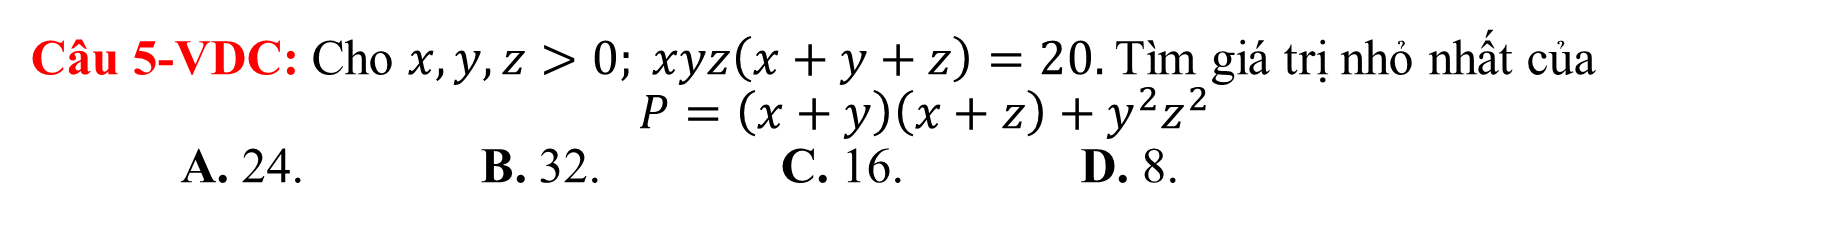 Câu 5-VDC: Cho x, y, z > 0; xyz(x + y + z) = 20. Tìm giá trị nhỏ nhất của
P = (x + y)(x + z) + y²z²
A. 24. B. 32. C. 16. D. 8.